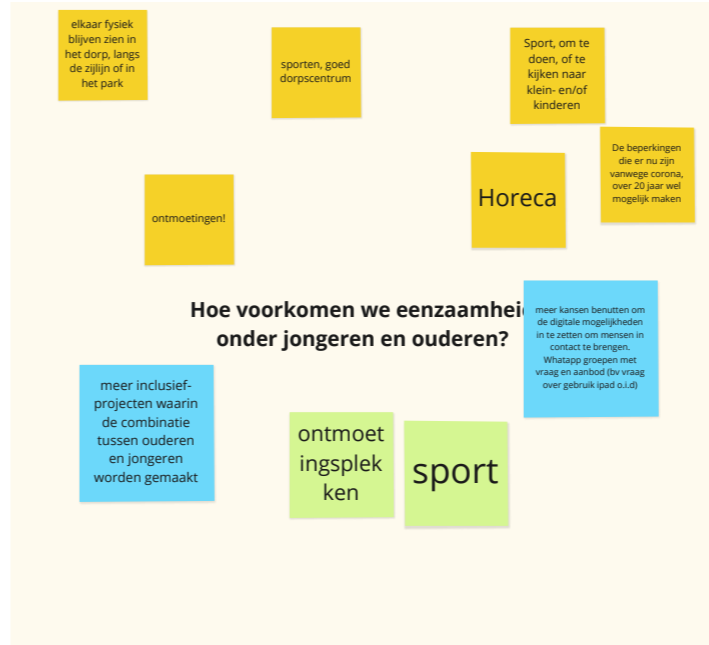 elkaar fysiek
blijven zien in
het dorp, langs
de zijlijn of in
het park
sporten, goed
dorpscentrum
Sport, om te
doen, of te
kijken naar
klein- en/of
kinderen
De beperkingen
die er nu zijn
vanwege corona,
over 20 jaar wel
mogelijk maken
ontmoetingen!
Horeca
Hoe voorkomen we eenzaamhei
onder jongeren en ouderen?
meer kansen benutten om
de digitale mogelijkheden
in te zetten om mensen in
contact te brengen.
Whatapp groepen met
vraag en aanbod (bv vraag
over gebruik ipad o.i.d)
meer inclusief-
projecten waarin
de combinatie
tussen ouderen
en jongeren
worden gemaakt
ontmoet
ingsplek
ken
sport